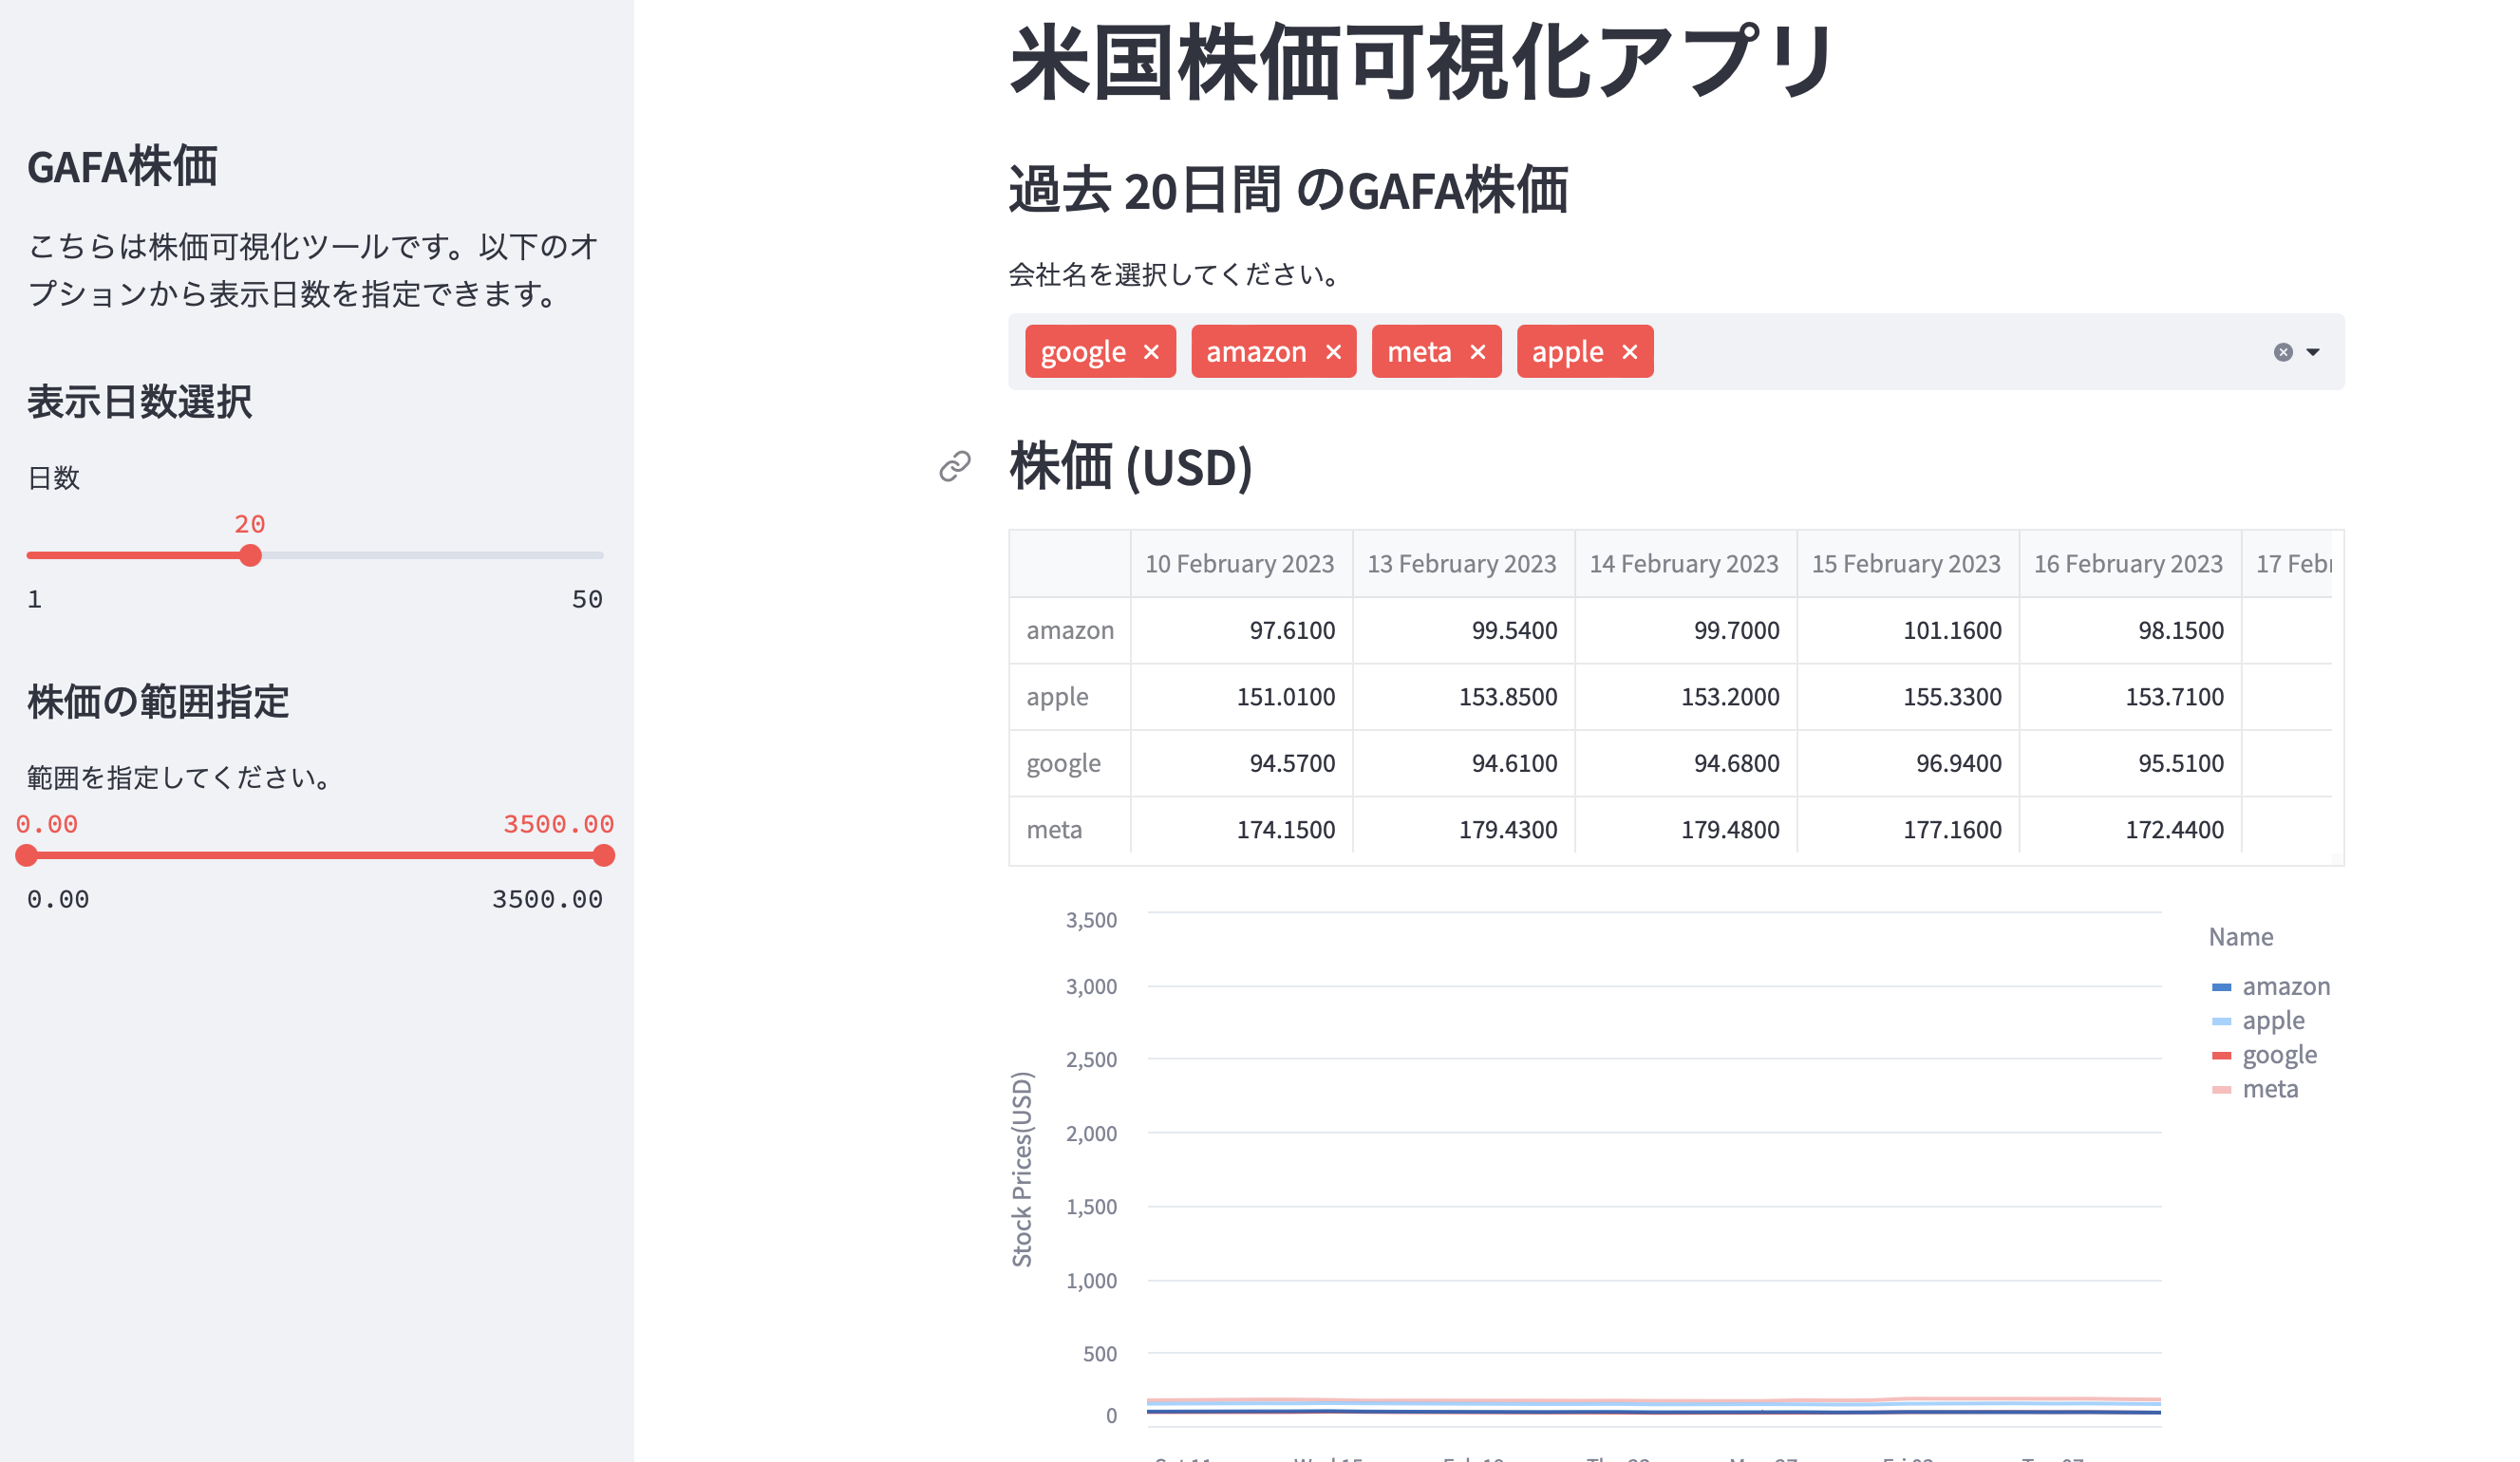 GAFA株価
こちらは株価可視化ツールです。以下のオ
プションから表示日数を指定できます。
表示日数選択
日数
20
1 50
株価の範囲指定
範囲を指定してください。
0.00 3500.00
0.00 3500.00
米国株価可視化アプリ
過去 20日間 のGAFA株価
会社名を選択してください。
google amazon meta apple
株価 (USD)
10 February 2023 13 February 2023 14 February 2023 15 February 2023 16 February 2023 17 Febr
amazon 97.6100 99.5400 99.7000 101.1600 98.1500
apple 151.0100 153.8500 153.2000 155.3300 153.7100
google 94.5700 94.6100 94.6800 96.9400 95.5100
meta 174.1500 179.4300 179.4800 177.1600 172.4400
3,500
3,000
2,500
2,000
1,500
1,000
500
0
Stock Prices(USD)
Name
amazon
apple
google
meta